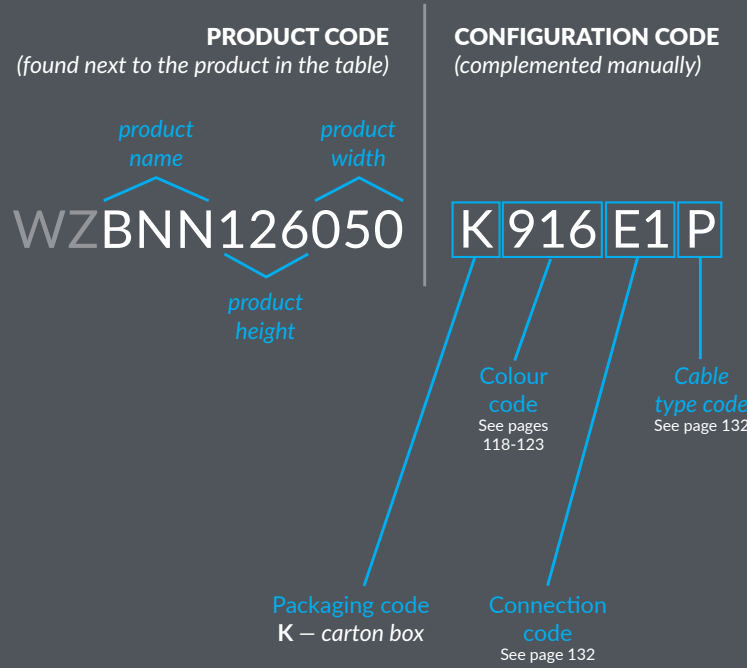 PRODUCT CODE
(found next to the product in the table)
CONFIGURATION CODE
(complemented manually)
product
name
product
width
WZBNN126050
K 916 E1 P
product
height
Colour
code
See pages
118-123
Cable
type code
See page 132
Packaging code
K – carton box
Connection
code
See page 132